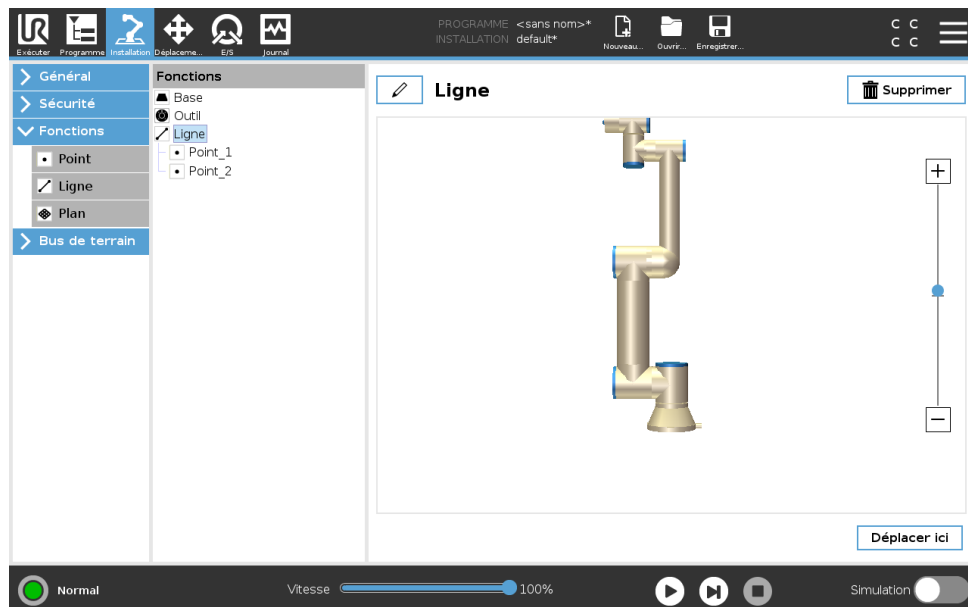 PROGRAMME <sans nom>*
INSTALLATION default*
UR
Exécuter
Programme
Installation
Déplaceme...
E/S
Journal
Nouveau...
Ouvrir...
Enregistrer...
C C
C C
Général
Sécurité
Fonctions
Point
Ligne
Plan
Bus de terrain
Fonctions
Base
Outil
Ligne
Point_1
Point_2
Ligne
Supprimer
Déplacer ici
Normal
Vitesse
100%
Simulation